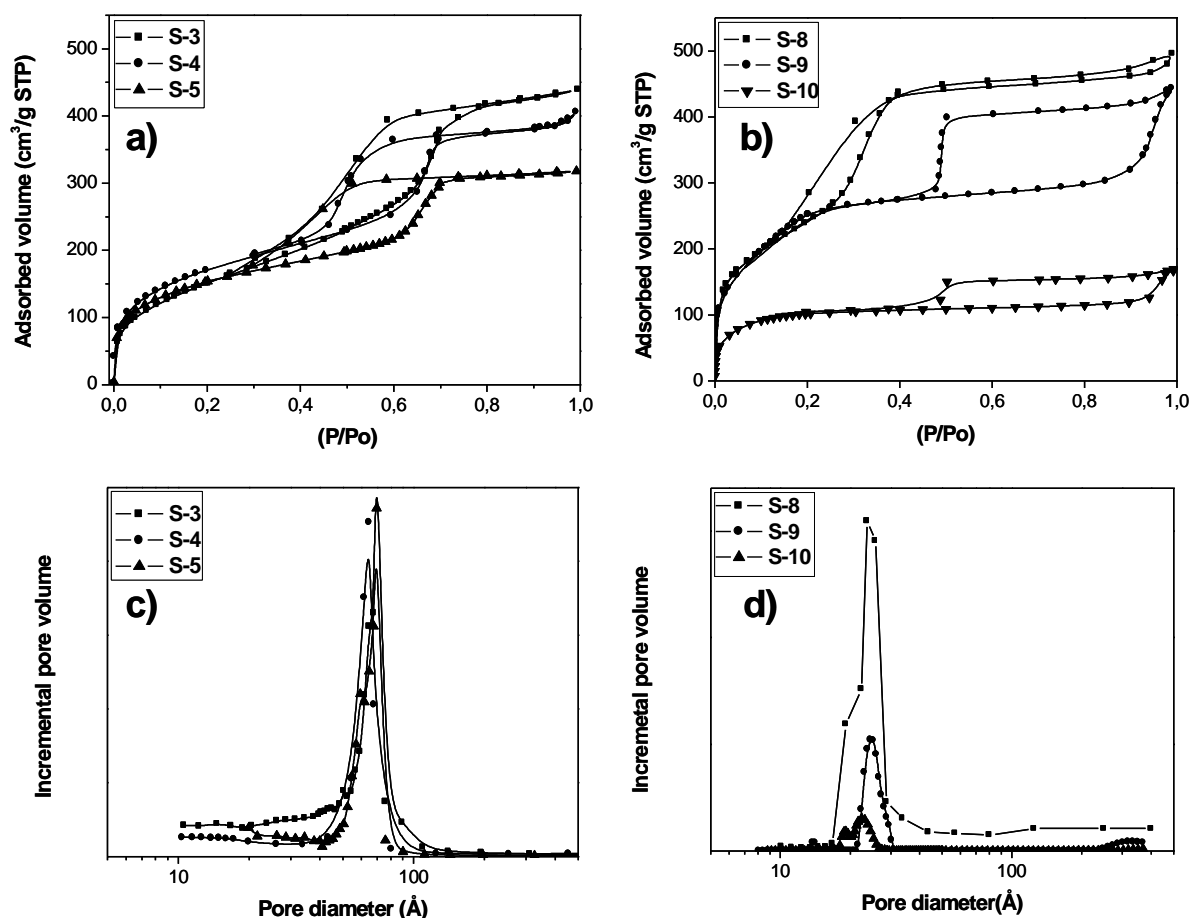 S-3
S-4
S-5
a)
Adsorbed volume (cm³/g STP)
500
400
300
200
100
0
0,0 0,2 0,4 0,6 0,8 1,0
(P/Po)
S-8
S-9
S-10
b)
Adsorbed volume (cm³/g STP)
500
400
300
200
100
0
0,0 0,2 0,4 0,6 0,8 1,0
(P/Po)
S-3
S-4
S-5
c)
Incremental pore volume
10 100
Pore diameter (Å)
S-8
S-9
S-10
d)
Incremetal pore volume
10 100
Pore diameter(Å)